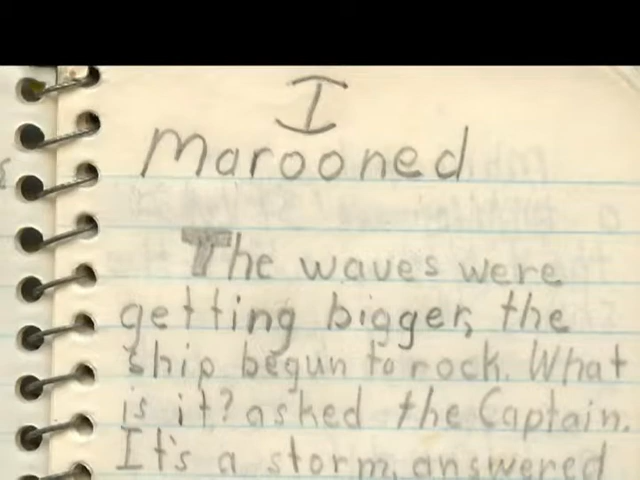 I
Marooned
The waves were
getting bigger, the
ship begun to rock. What
is it? asked the Captain.
It's a storm, answered